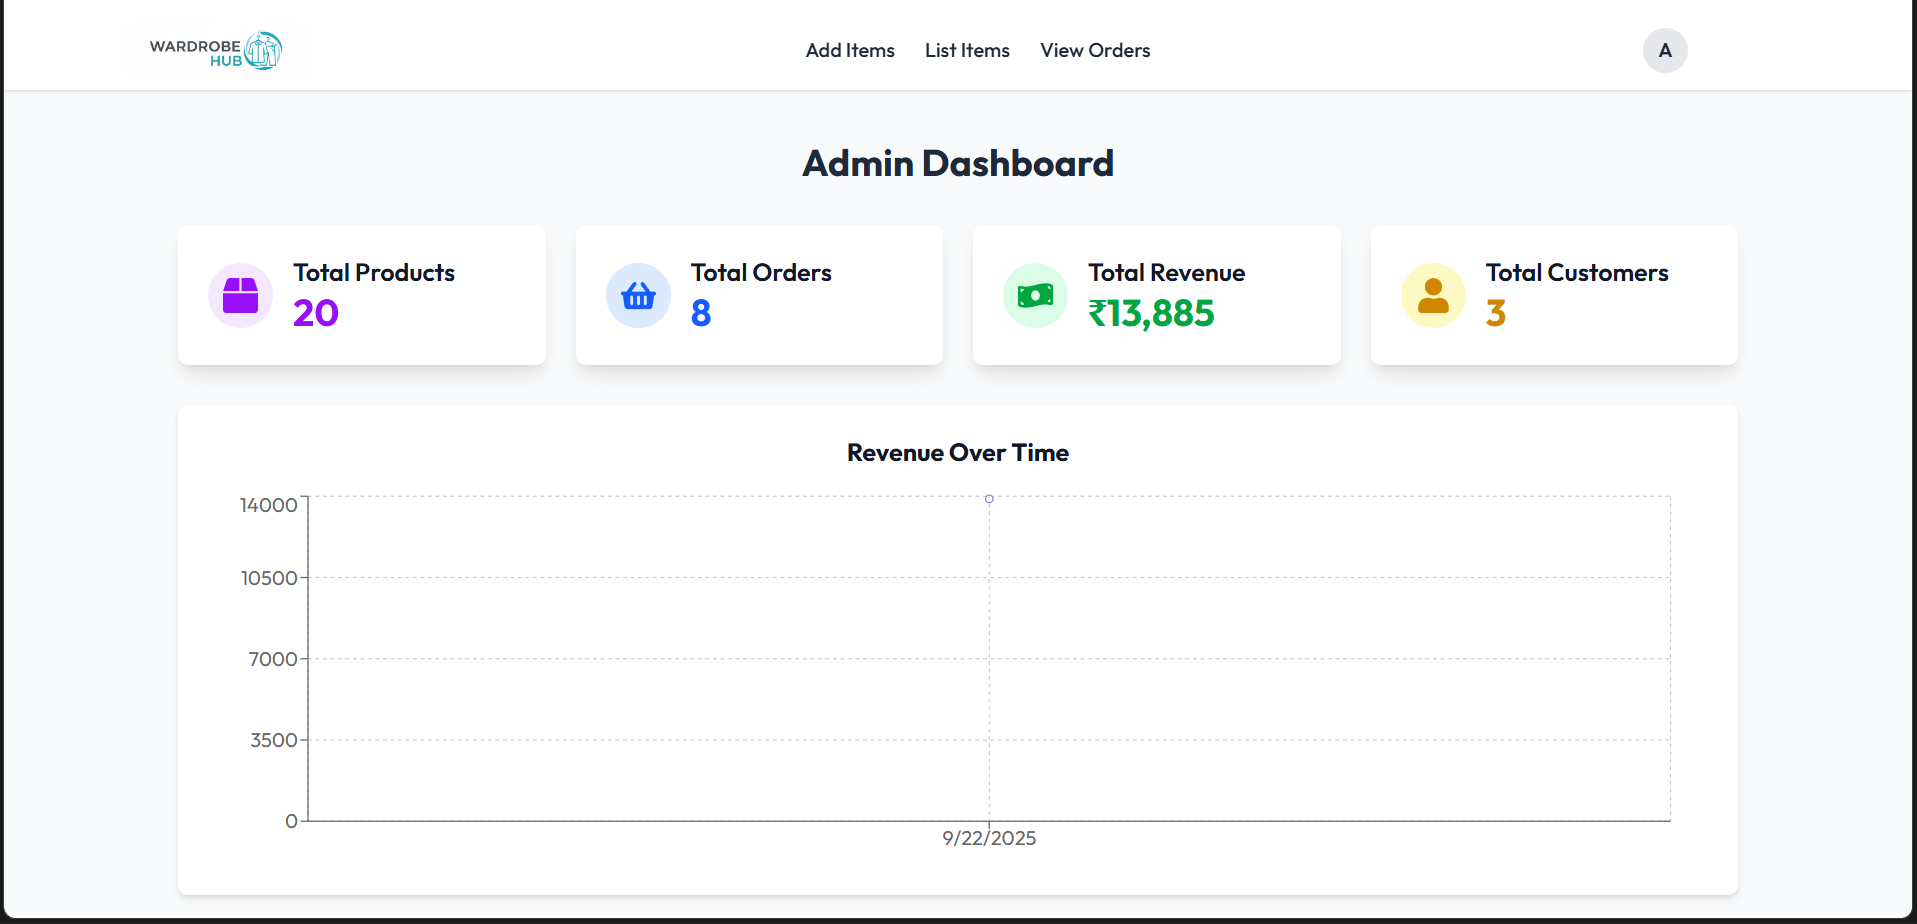 WARDROBE
HUB
Add Items
List Items
View Orders
A
Admin Dashboard
Total Products
20
Total Orders
8
Total Revenue
₹13,885
Total Customers
3
Revenue Over Time
14000
10500
7000
3500
0
9/22/2025